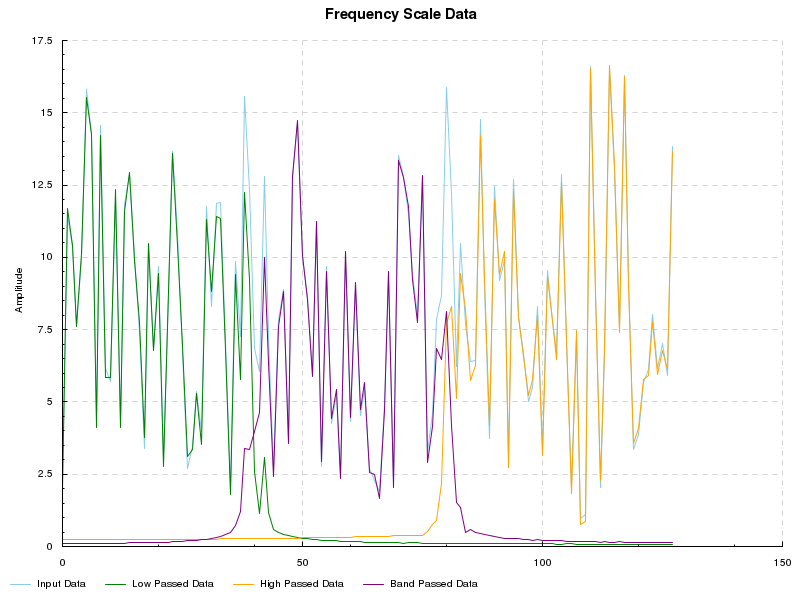 Frequency Scale Data
17.5
15
12.5
10
7.5
5
2.5
0
Amplitude
0 50 100 150
Input Data Low Passed Data High Passed Data Band Passed Data